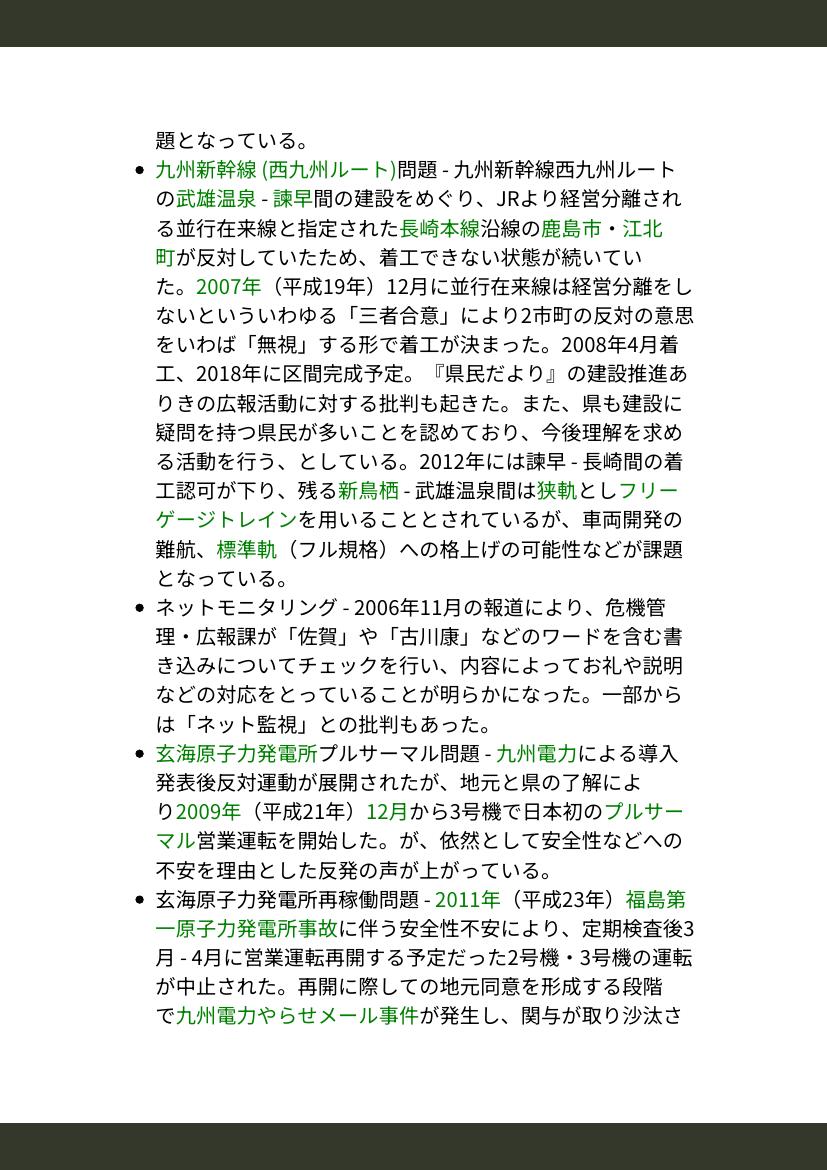 題となっている。
• 九州新幹線 (西九州ルート)問題 - 九州新幹線西九州ルート
の武雄温泉 - 諫早間の建設をめぐり、JRより経営分離され
る並行在来線と指定された長崎本線沿線の鹿島市・江北
町が反対していたため、着工できない状態が続いてい
た。2007年（平成19年）12月に並行在来線は経営分離をし
ないといういわゆる「三者合意」により2市町の反対の意思
をいわば「無視」する形で着工が決まった。2008年4月着
工、2018年に区間完成予定。『県民だより』の建設推進あ
りきの広報活動に対する批判も起きた。また、県も建設に
疑問を持つ県民が多いことを認めており、今後理解を求め
る活動を行う、としている。2012年には諫早 - 長崎間の着
工認可が下り、残る新鳥栖 - 武雄温泉間は狭軌としフリー
ゲージトレインを用いることとされているが、車両開発の
難航、標準軌（フル規格）への格上げの可能性などが課題
となっている。
• ネットモニタリング - 2006年11月の報道により、危機管
理・広報課が「佐賀」や「古川康」などのワードを含む書
き込みについてチェックを行い、内容によってお礼や説明
などの対応をとっていることが明らかになった。一部から
は「ネット監視」との批判もあった。
• 玄海原子力発電所プルサーマル問題 - 九州電力による導入
発表後反対運動が展開されたが、地元と県の了解によ
り2009年（平成21年）12月から3号機で日本初のプルサー
マル営業運転を開始した。が、依然として安全性などへの
不安を理由とした反発の声が上がっている。
• 玄海原子力発電所再稼働問題 - 2011年（平成23年）福島第
一原子力発電所事故に伴う安全性不安により、定期検査後3
月 - 4月に営業運転再開する予定だった2号機・3号機の運転
が中止された。再開に際しての地元同意を形成する段階
で九州電力やらせメール事件が発生し、関与が取り沙汰さ